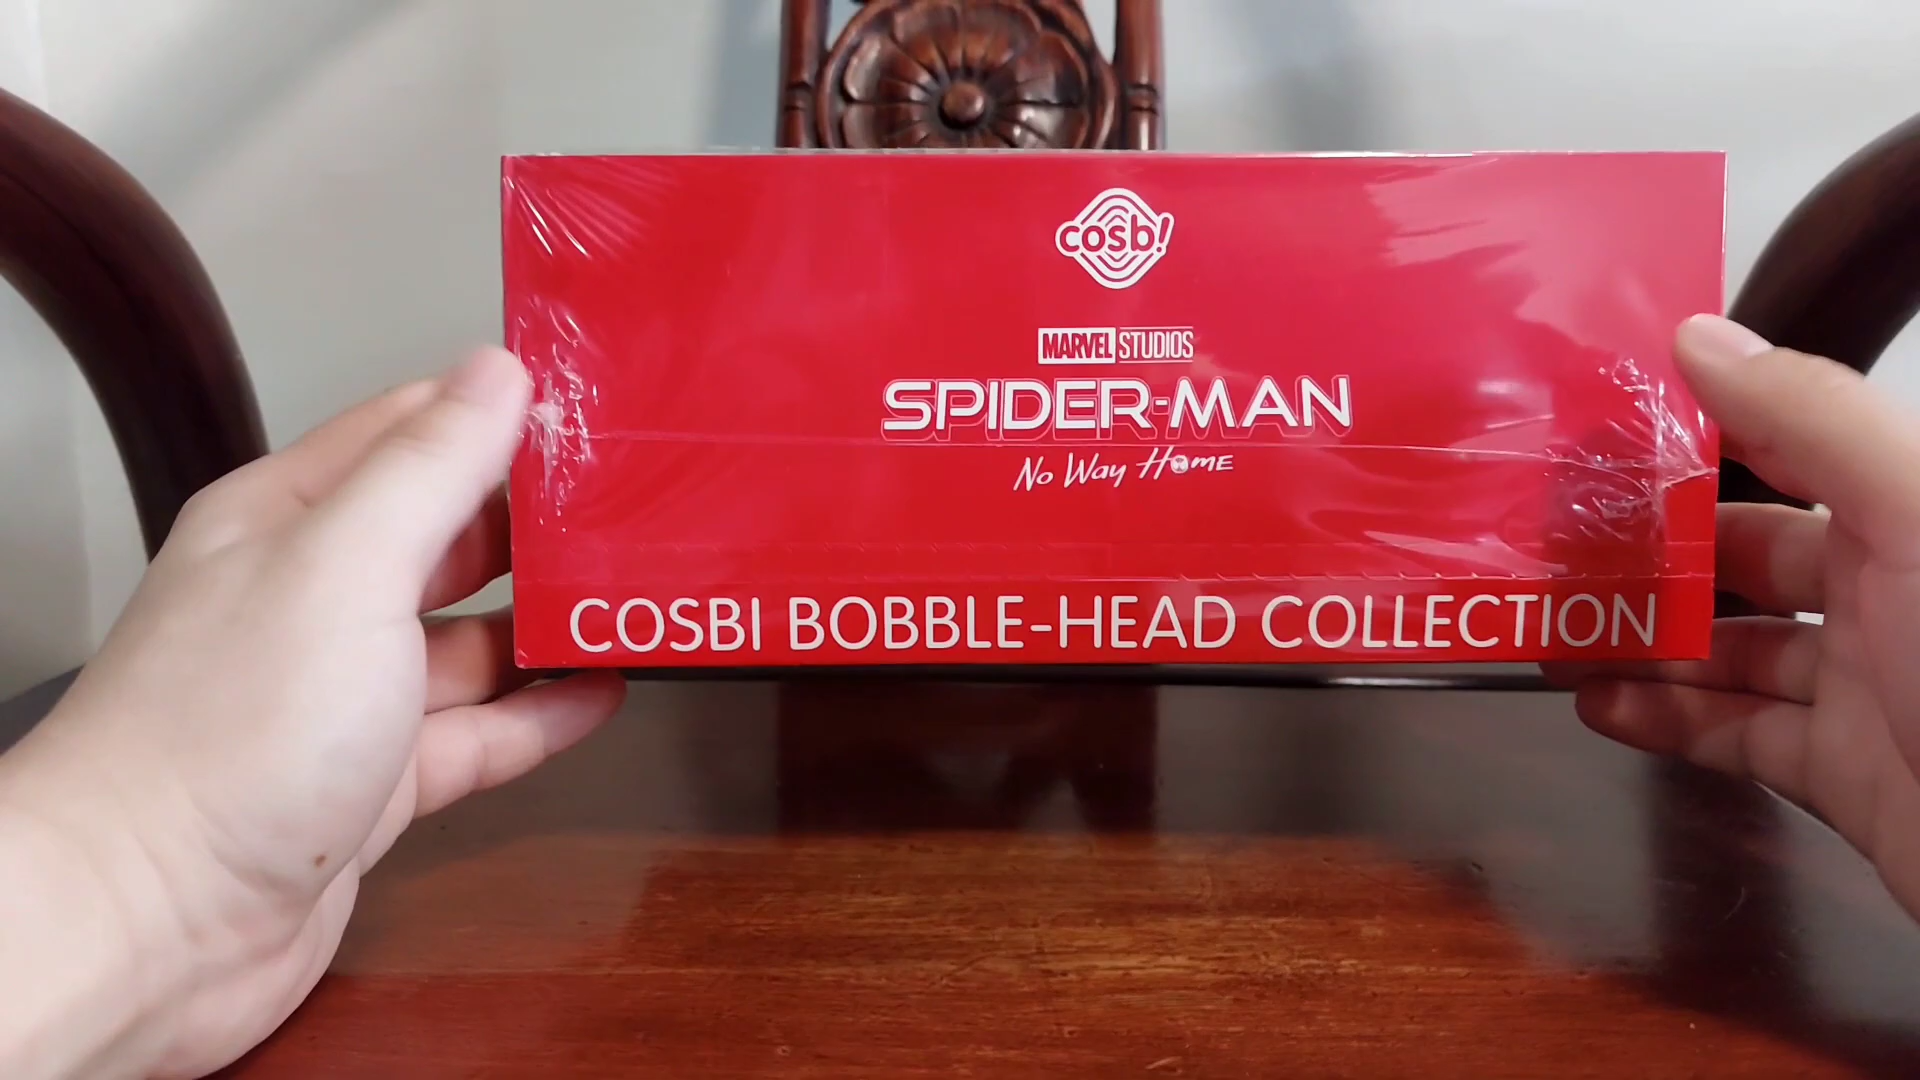 cosb!
MARVEL STUDIOS
SPIDER-MAN
No Way Home
COSBI BOBBLE-HEAD COLLECTION